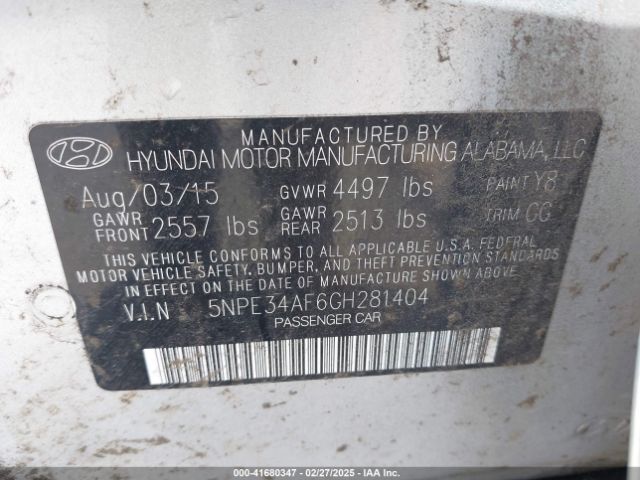 MANUFACTURED BY
HYUNDAI MOTOR MANUFACTURING ALABAMA, LLC
Aug/03/15 GVWR 4497 lbs PAINT Y8
GAWR FRONT 2557 lbs GAWR REAR 2513 lbs TRIM CG
THIS VEHICLE CONFORMS TO ALL APPLICABLE U.S.A. FEDERAL
MOTOR VEHICLE SAFETY, BUMPER, AND THEFT PREVENTION STANDARDS
IN EFFECT ON THE DATE OF MANUFACTURE SHOWN ABOVE.
V.I.N 5NPE34AF6GH281404
PASSENGER CAR
000-41680347 | 02/27/2025 - IAA, Inc.